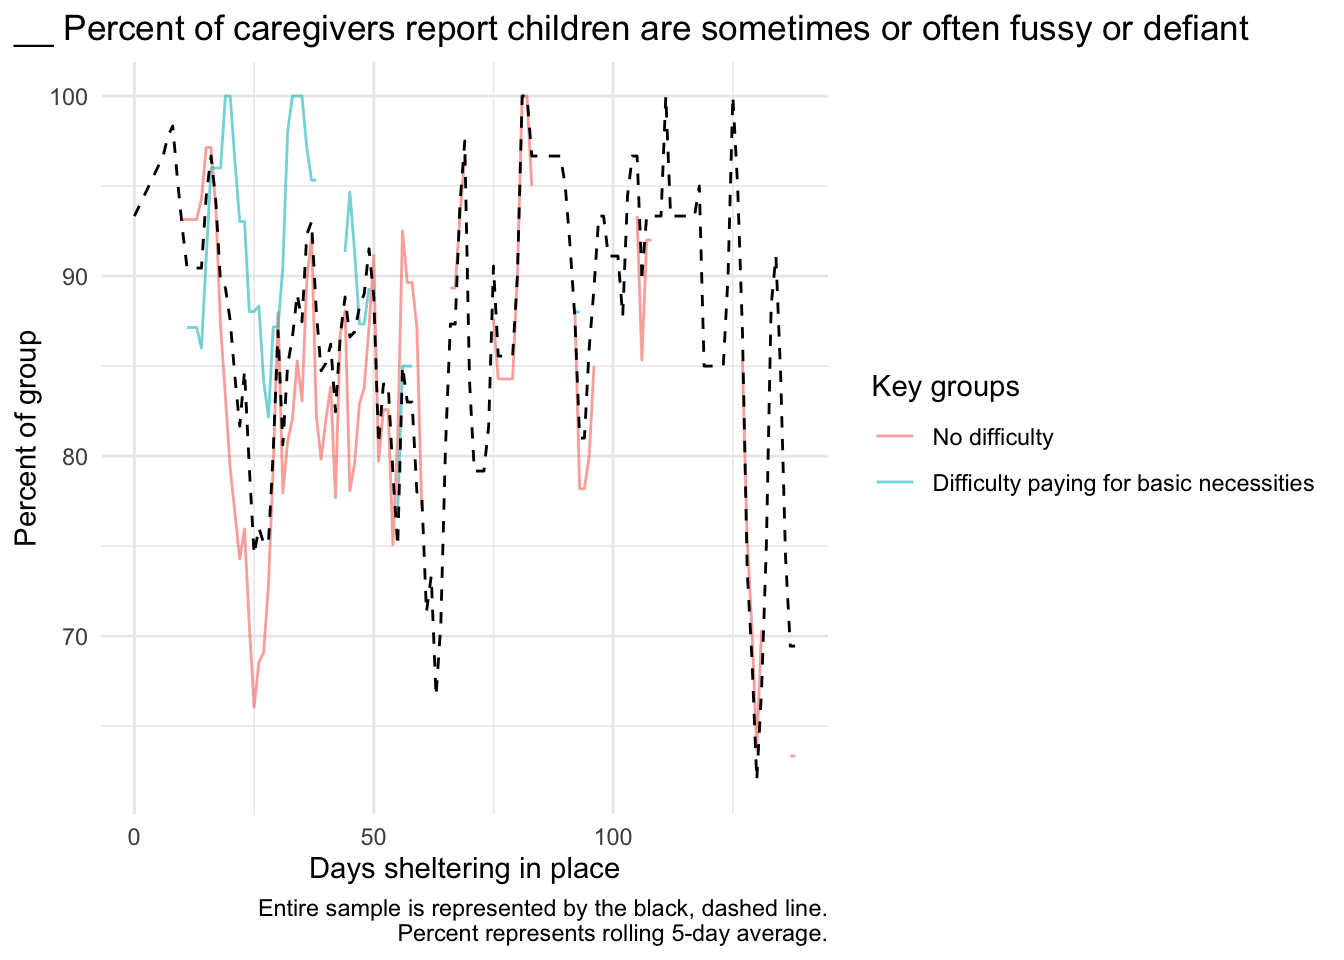 __ Percent of caregivers report children are sometimes or often fussy or defiant
100
90
80
70
Percent of group
0 50 100
Days sheltering in place
Key groups
No difficulty
Difficulty paying for basic necessities
Entire sample is represented by the black, dashed line.
Percent represents rolling 5-day average.